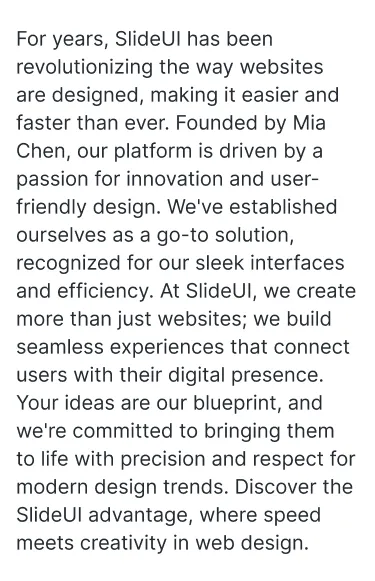 For years, SlideUI has been
revolutionizing the way websites
are designed, making it easier and
faster than ever. Founded by Mia
Chen, our platform is driven by a
passion for innovation and user-
friendly design. We've established
ourselves as a go-to solution,
recognized for our sleek interfaces
and efficiency. At SlideUI, we create
more than just websites; we build
seamless experiences that connect
users with their digital presence.
Your ideas are our blueprint, and
we're committed to bringing them
to life with precision and respect for
modern design trends. Discover the
SlideUI advantage, where speed
meets creativity in web design.